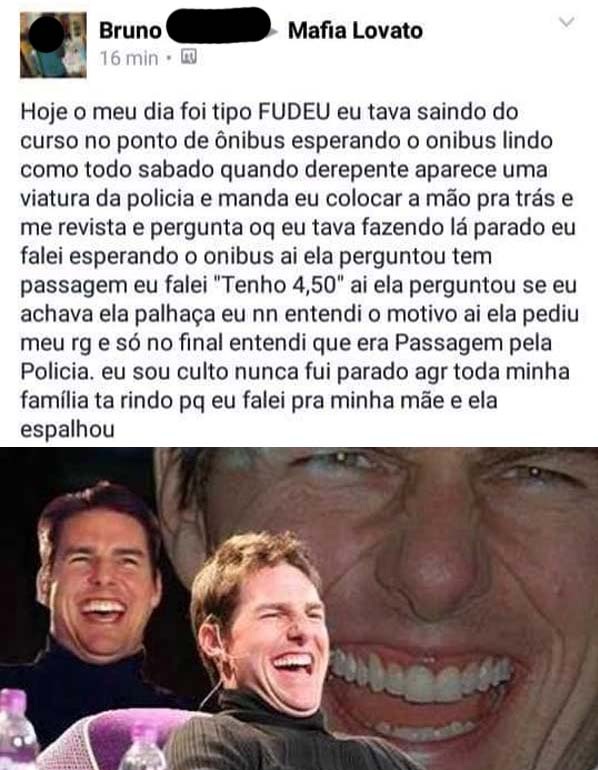 Bruno Mafia Lovato
16 min
Hoje o meu dia foi tipo FUDEU eu tava saindo do
curso no ponto de ônibus esperando o onibus lindo
como todo sabado quando derepente aparece uma
viatura da policia e manda eu colocar a mão pra trás e
me revista e pergunta oq eu tava fazendo lá parado eu
falei esperando o onibus ai ela perguntou tem
passagem eu falei "Tenho 4,50" ai ela perguntou se eu
achava ela palhaça eu nn entendi o motivo ai ela pediu
meu rg e só no final entendi que era Passagem pela
Policia. eu sou culto nunca fui parado agr toda minha
família ta rindo pq eu falei pra minha mãe e ela
espalhou